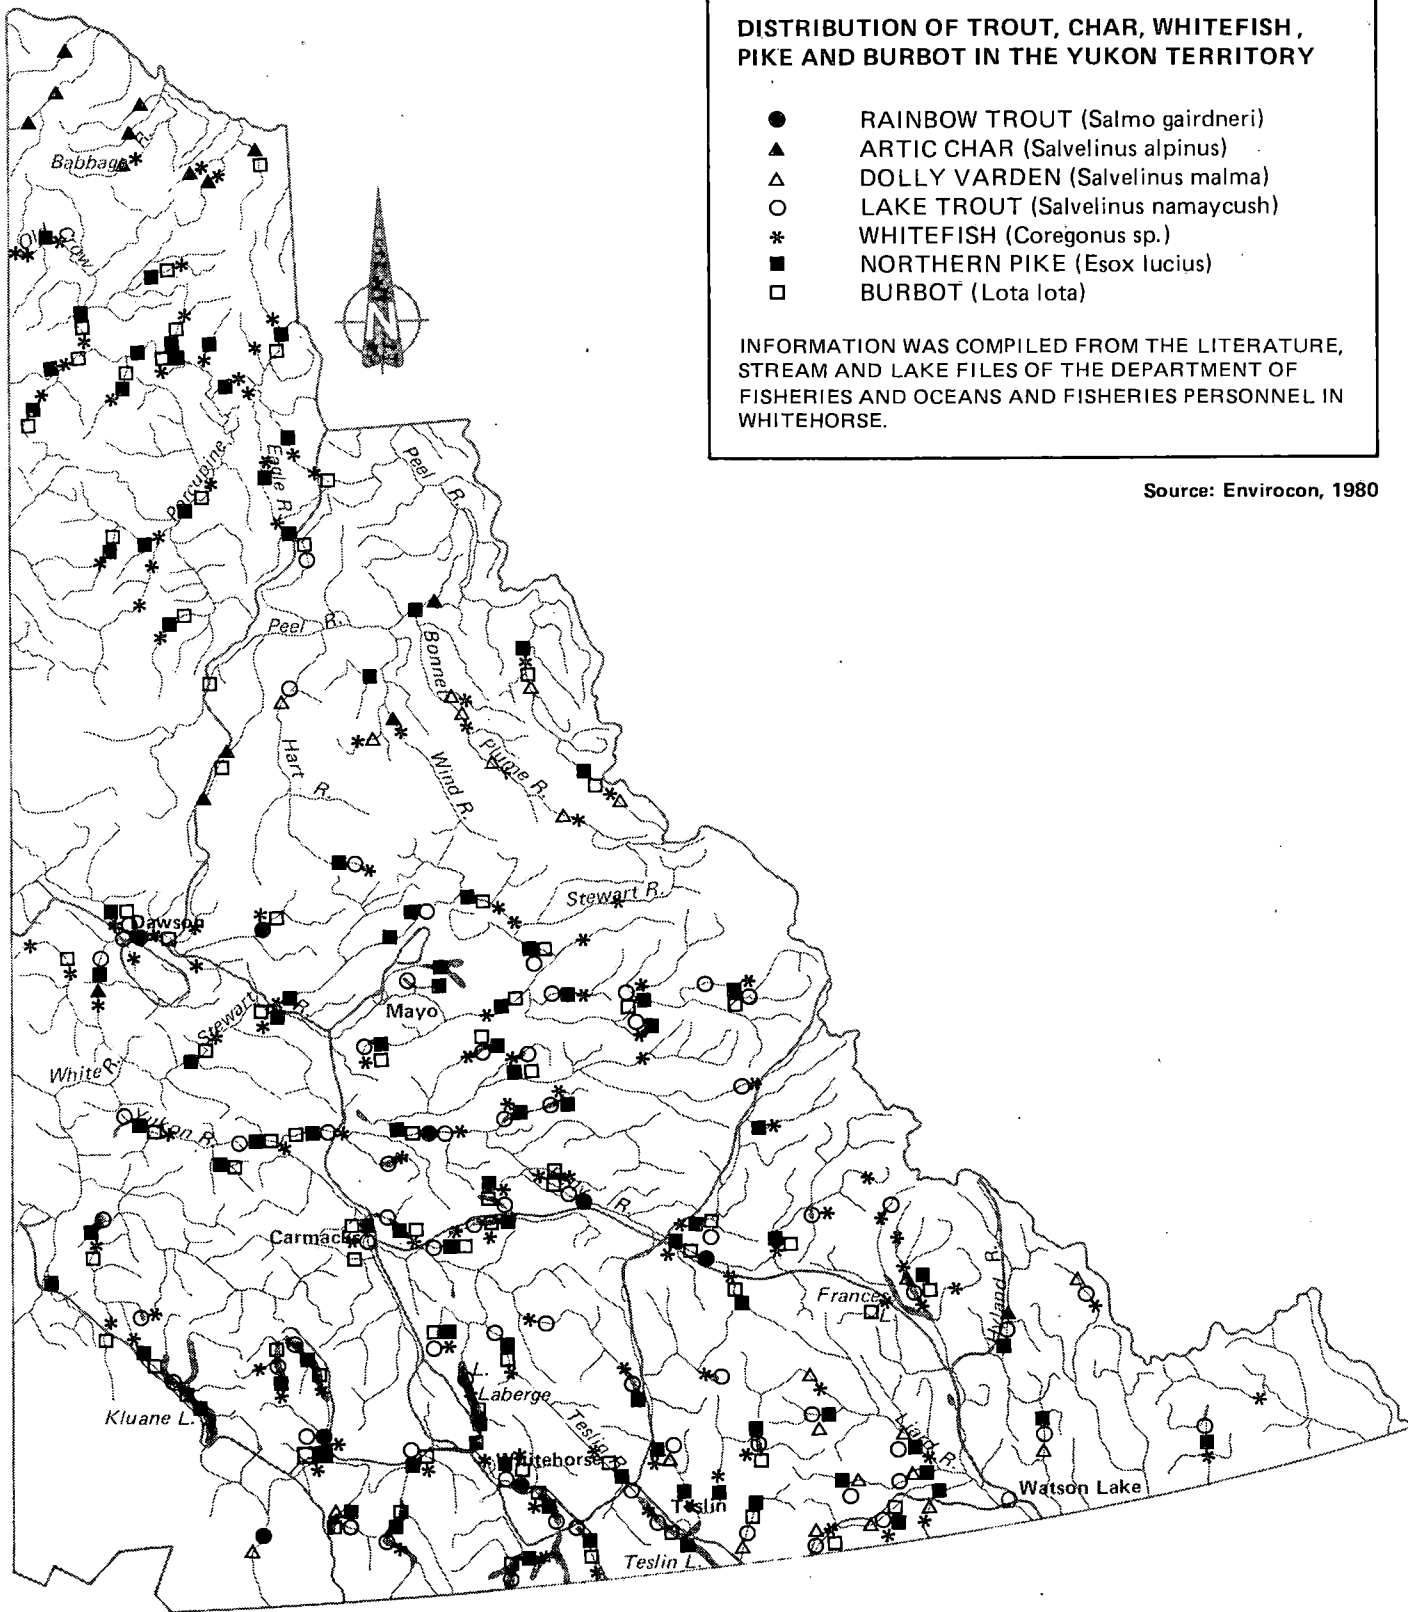 DISTRIBUTION OF TROUT, CHAR, WHITEFISH,
PIKE AND BURBOT IN THE YUKON TERRITORY
RAINBOW TROUT (Salmo gairdneri)
ARTIC CHAR (Salvelinus alpinus)
DOLLY VARDEN (Salvelinus malma)
LAKE TROUT (Salvelinus namaycush)
WHITEFISH (Coregonus sp.)
NORTHERN PIKE (Esox lucius)
BURBOT (Lota lota)
INFORMATION WAS COMPILED FROM THE LITERATURE,
STREAM AND LAKE FILES OF THE DEPARTMENT OF
FISHERIES AND OCEANS AND FISHERIES PERSONNEL IN
WHITEHORSE.
Source: Envirocon, 1980
Babbage R.
Old Crow
N
Porcupine
Eagle R.
Peel R.
Peel R.
Bonnet Plume R.
Hart R.
Wind R.
Stewart R.
Dawson
Stewart R.
Mayo
White R.
Yukon R.
R.
Carmacks
Frances L.
Hyland R.
L. Laberge
Kluane L.
Teslin R.
Liard R.
Whitehorse
Watson Lake
Teslin
Teslin L.